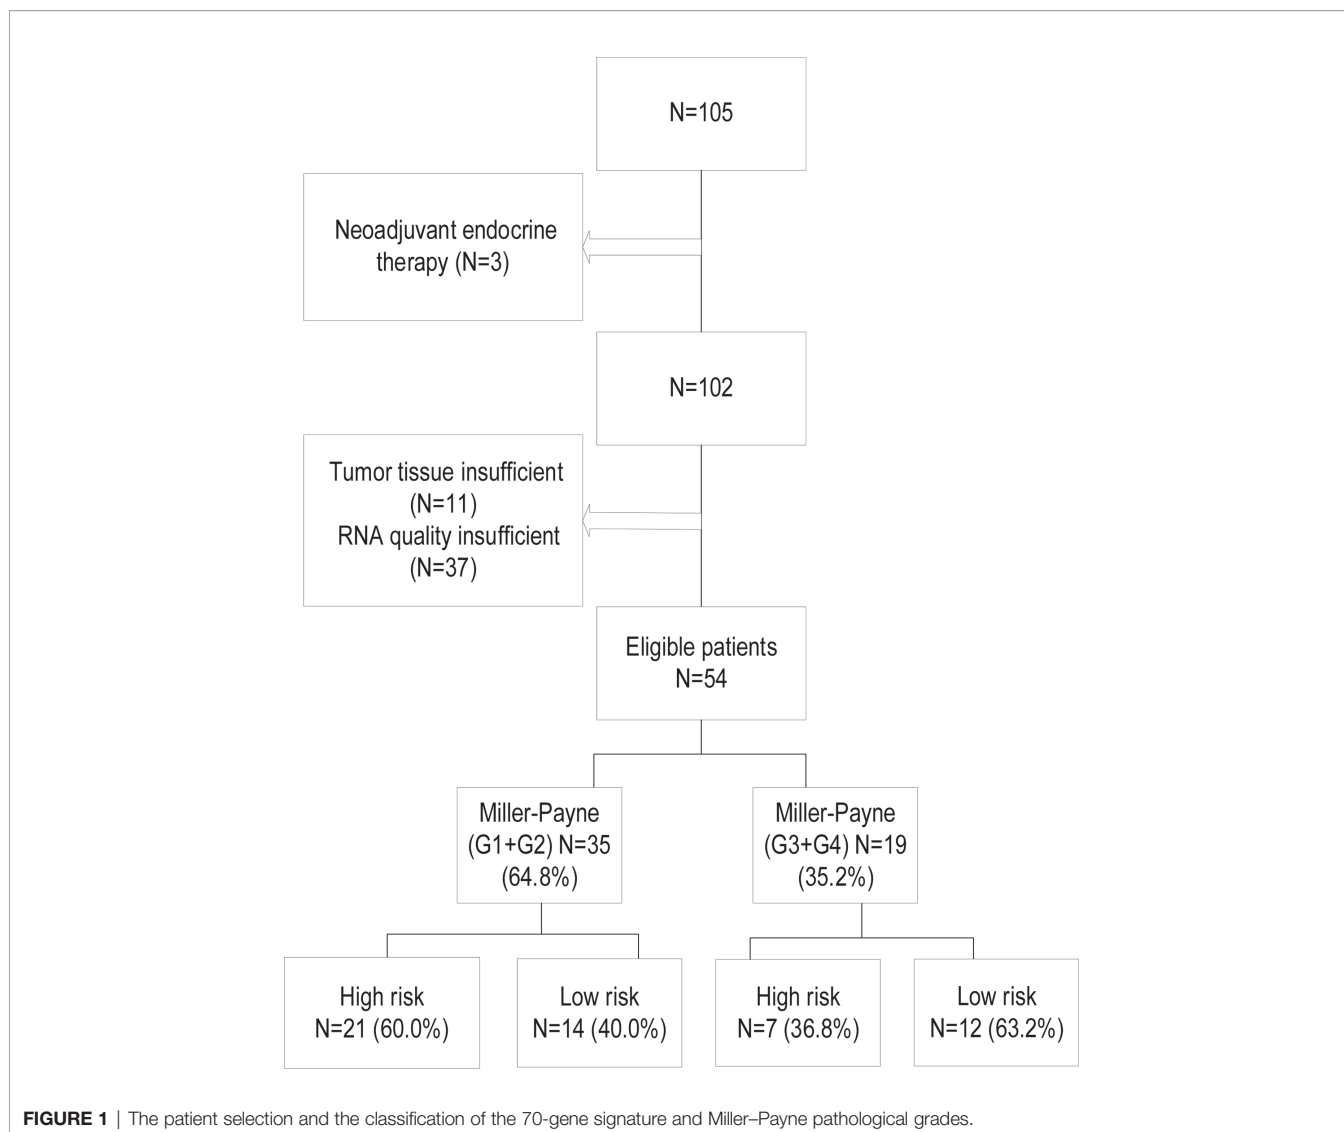 N=105
Neoadjuvant endocrine
therapy (N=3)
N=102
Tumor tissue insufficient
(N=11)
RNA quality insufficient
(N=37)
Eligible patients
N=54
Miller-Payne
(G1+G2) N=35
(64.8%)
Miller-Payne
(G3+G4) N=19
(35.2%)
High risk
N=21 (60.0%)
Low risk
N=14 (40.0%)
High risk
N=7 (36.8%)
Low risk
N=12 (63.2%)
FIGURE 1 | The patient selection and the classification of the 70-gene signature and Miller–Payne pathological grades.